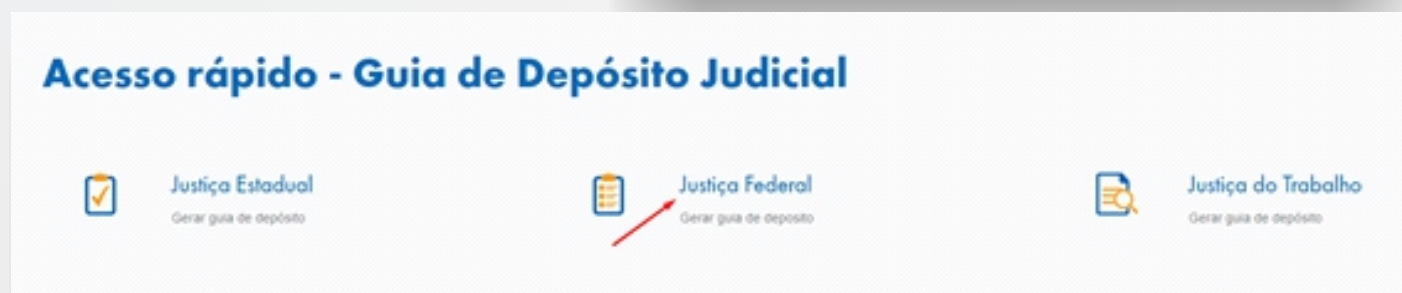 Acesso rápido - Guia de Depósito Judicial
Justiça Estadual
Gerar guia de depósito
Justiça Federal
Gerar guia de deposito
Justiça do Trabalho
Gerar guia de depósito